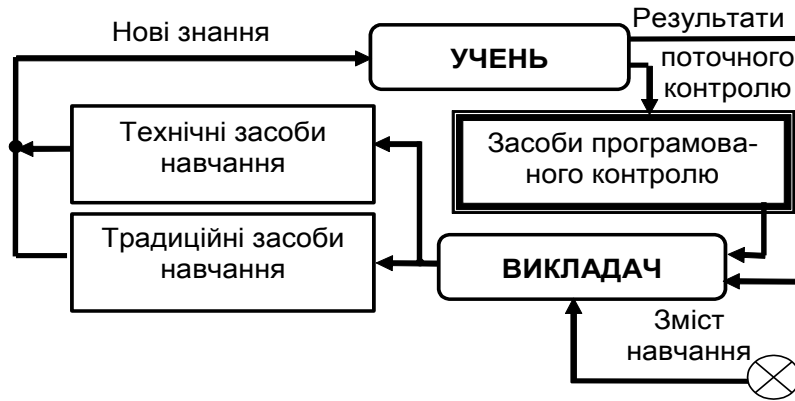 Нові знання
УЧЕНЬ
Результати
поточного
контролю
Технічні засоби
навчання
Засоби програмова-
ного контролю
Традиційні засоби
навчання
ВИКЛАДАЧ
Зміст
навчання